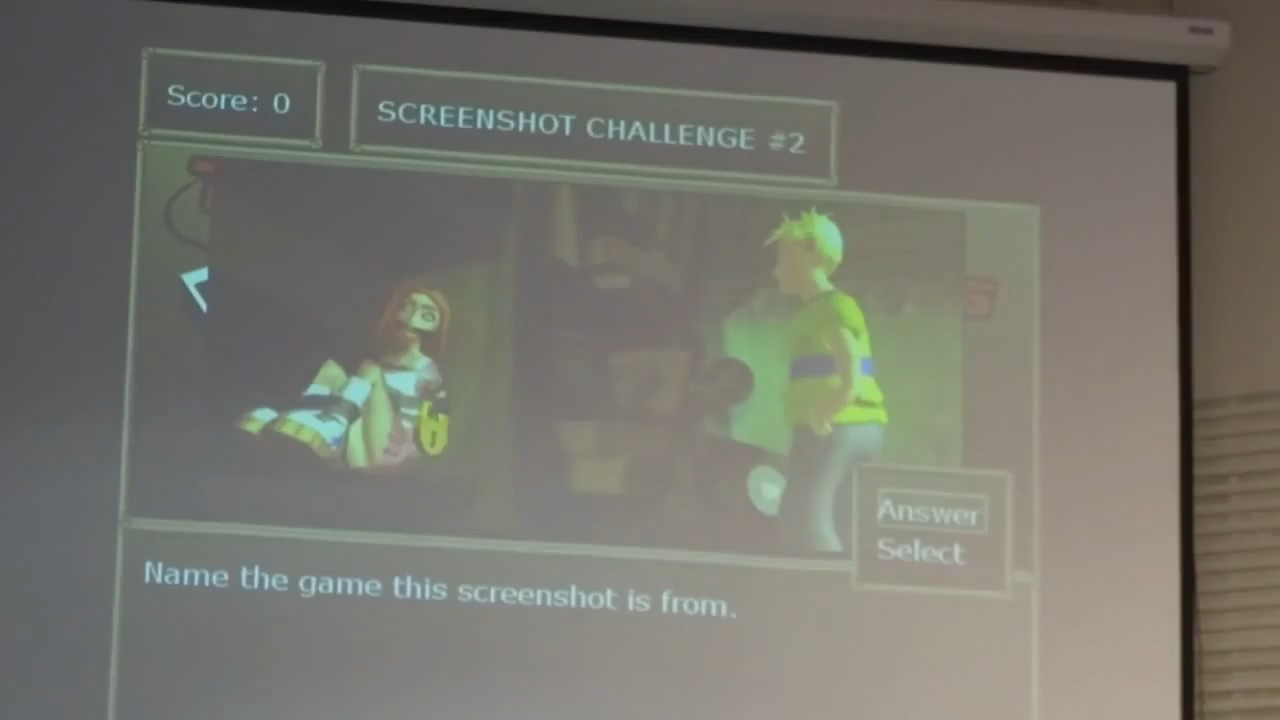 Score: 0
SCREENSHOT CHALLENGE #2
Answer
Select
Name the game this screenshot is from.